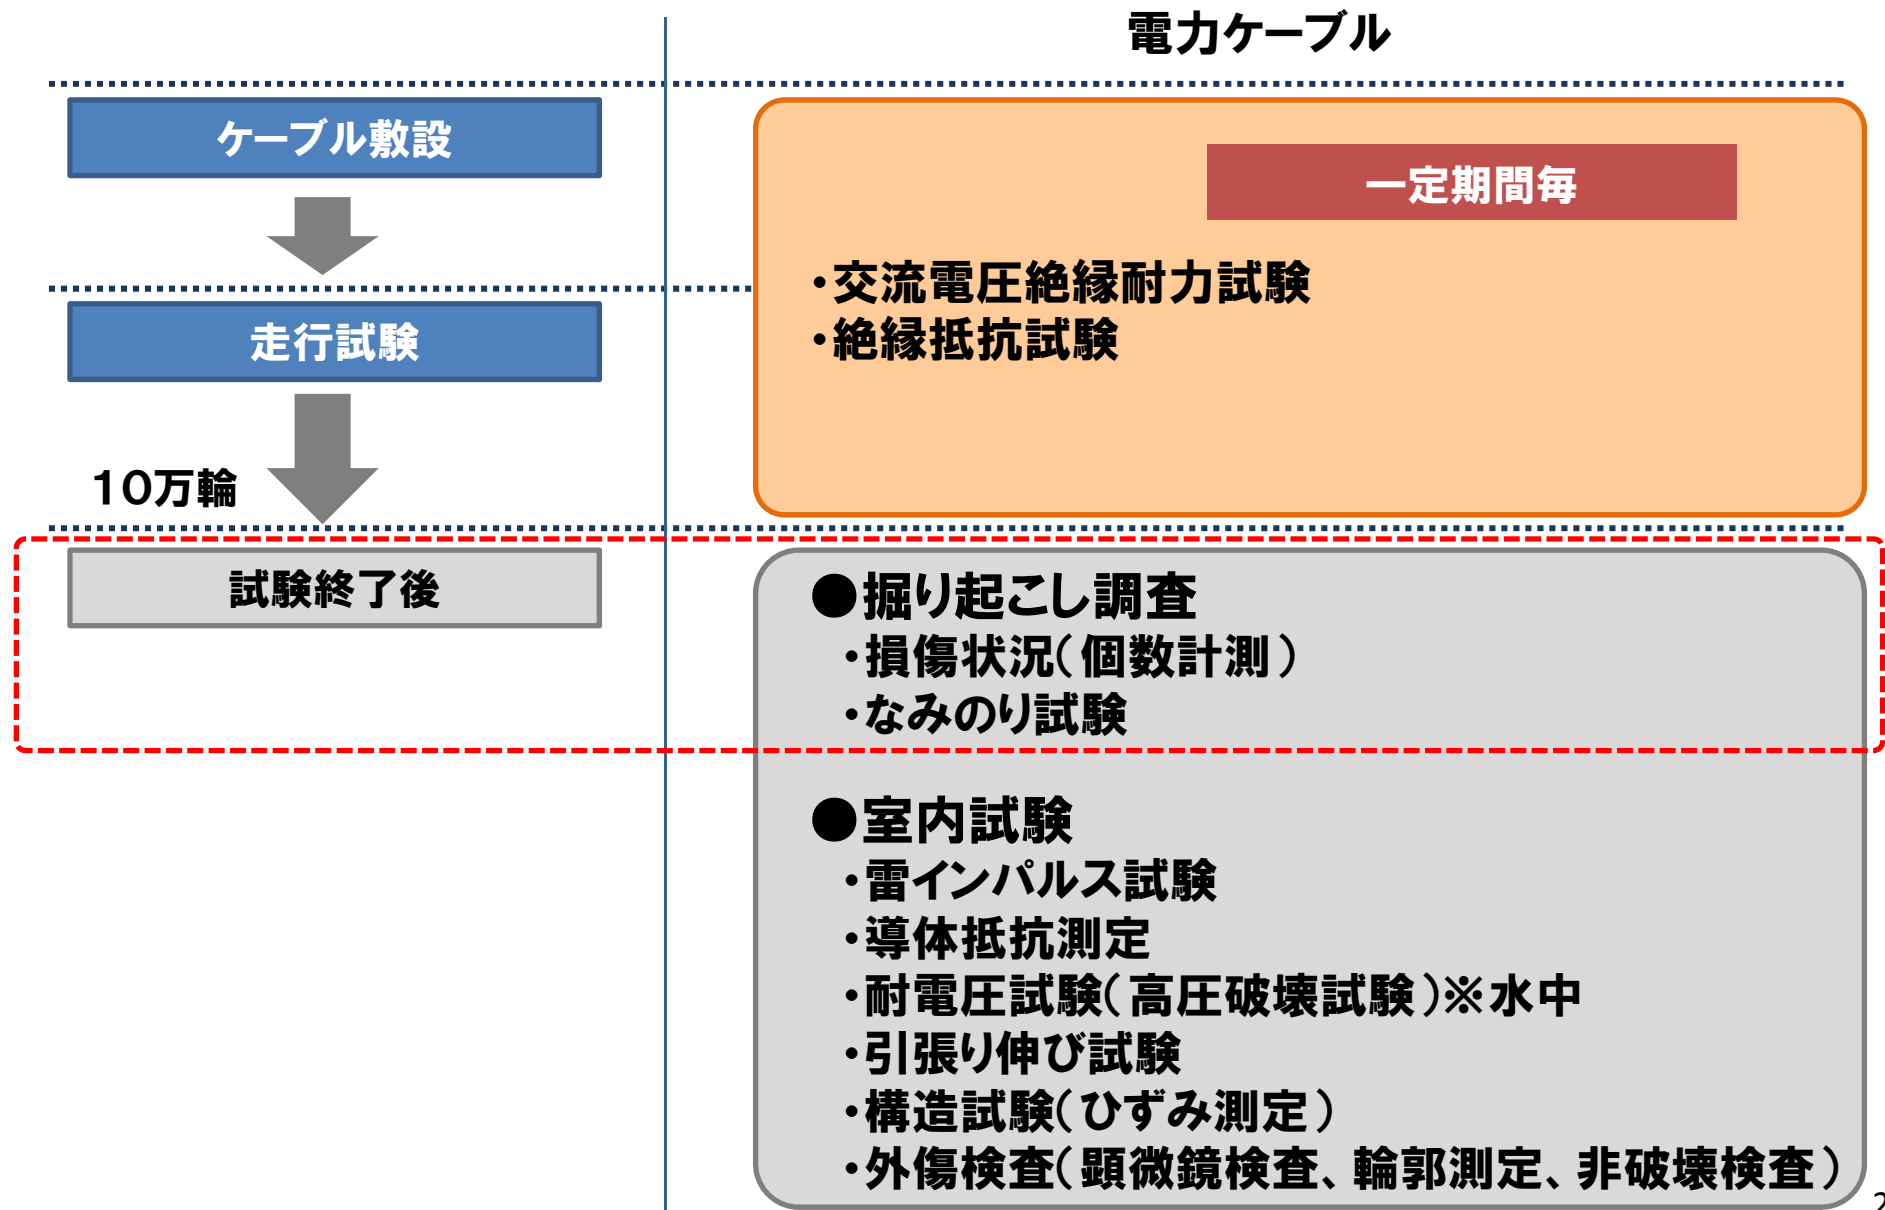 電力ケーブル
ケーブル敷設
一定期間毎
・交流電圧絶縁耐力試験
走行試験
・絶縁抵抗試験
10万輪
試験終了後
●掘り起こし調査
・損傷状況(個数計測)
・なみのり試験
●室内試験
・雷インパルス試験
・導体抵抗測定
・耐電圧試験(高圧破壊試験)※水中
・引張り伸び試験
・構造試験(ひずみ測定)
・外傷検査(顕微鏡検査、輪郭測定、非破壊検査)